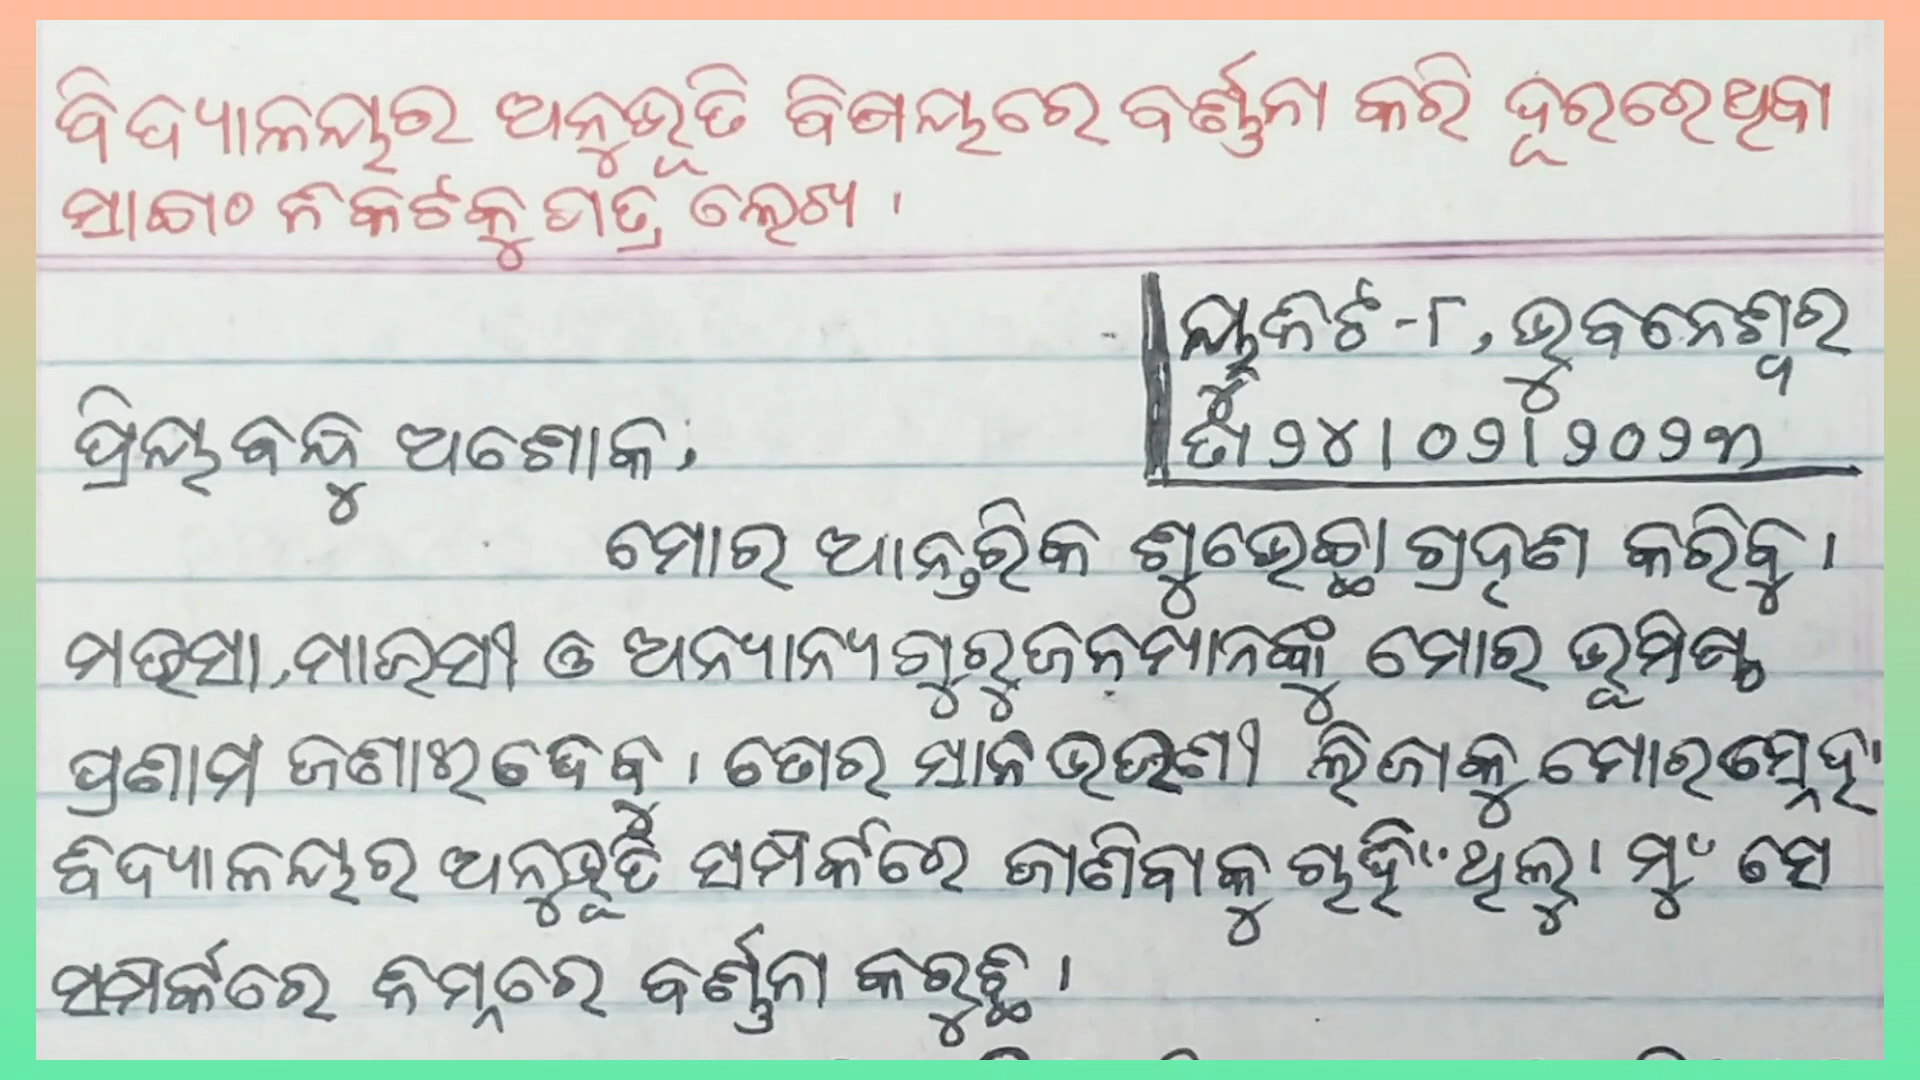 ବିଦ୍ୟାଳୟର ଅନୁଭୂତି ବିଷୟରେ ବର୍ଣ୍ଣନା କରି ଦୂରରେଥିବା
ସାଙ୍ଗ ନିକଟକୁ ପତ୍ର ଲେଖ ।
ୟୁନିଟ-୮, ଭୁବନେଶ୍ୱର
ତା ୨୪।୦୨।୨୦୨୩
ପ୍ରିୟ ବନ୍ଧୁ ଅଶୋକ,
ମୋର ଆନ୍ତରିକ ଶୁଭେଚ୍ଛା ଗ୍ରହଣ କରିବୁ ।
ମଉସା, ମାଉସୀ ଓ ଅନ୍ୟାନ୍ୟ ଗୁରୁଜନମାନଙ୍କୁ ମୋର ଭୂମିଷ୍ଠ
ପ୍ରଣାମ ଜଣାଇଦେବୁ । ତୋର ସାନ ଭଉଣୀ ଲିଜାକୁ ମୋର ସ୍ନେହ ।
ବିଦ୍ୟାଳୟର ଅନୁଭୂତି ସମ୍ପର୍କରେ ଜାଣିବାକୁ ଚାହିଁଥିଲୁ । ମୁଁ ସେ
ସମ୍ପର୍କରେ ନିମ୍ନରେ ବର୍ଣ୍ଣନା କରୁଛି ।